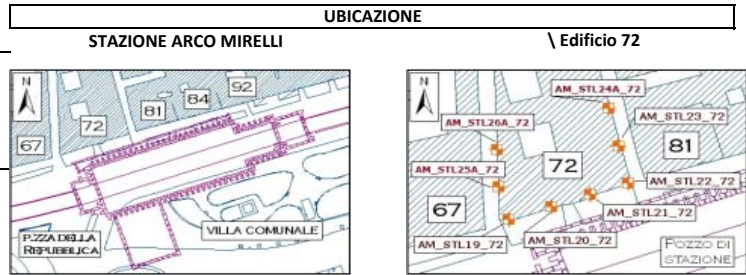 UBICAZIONE
STAZIONE ARCO MIRELLI
\ Edificio 72
N
92
84
81
72
67
VILLA COMUNALE
P.ZZA DELLA
REPUBBLICA
N
AM_STL24A_72
AM_STL23_72
AM_STL26A_72
81
72
AM_STL25A_72
AM_STL22_72
67
AM_STL21_72
AM_STL19_72
AM_STL20_72
POZZO DI
STAZIONE